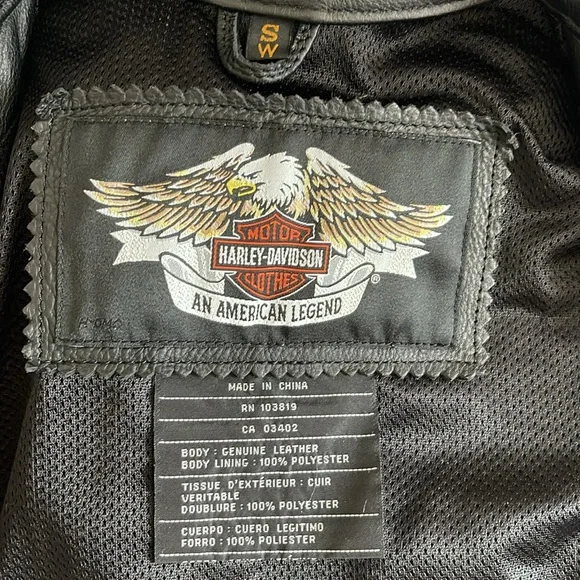 S
W
MOTOR
HARLEY-DAVIDSON
CLOTHES
®
AN AMERICAN LEGEND
MADE IN CHINA
RN 103819
CA 03402
BODY : GENUINE LEATHER
BODY LINING : 100% POLYESTER
TISSUE D'EXTÉRIEUR : CUIR
VERITABLE
DOUBLURE : 100% POLYESTER
CUERPO : CUERO LEGITIMO
FORRO : 100% POLIESTER